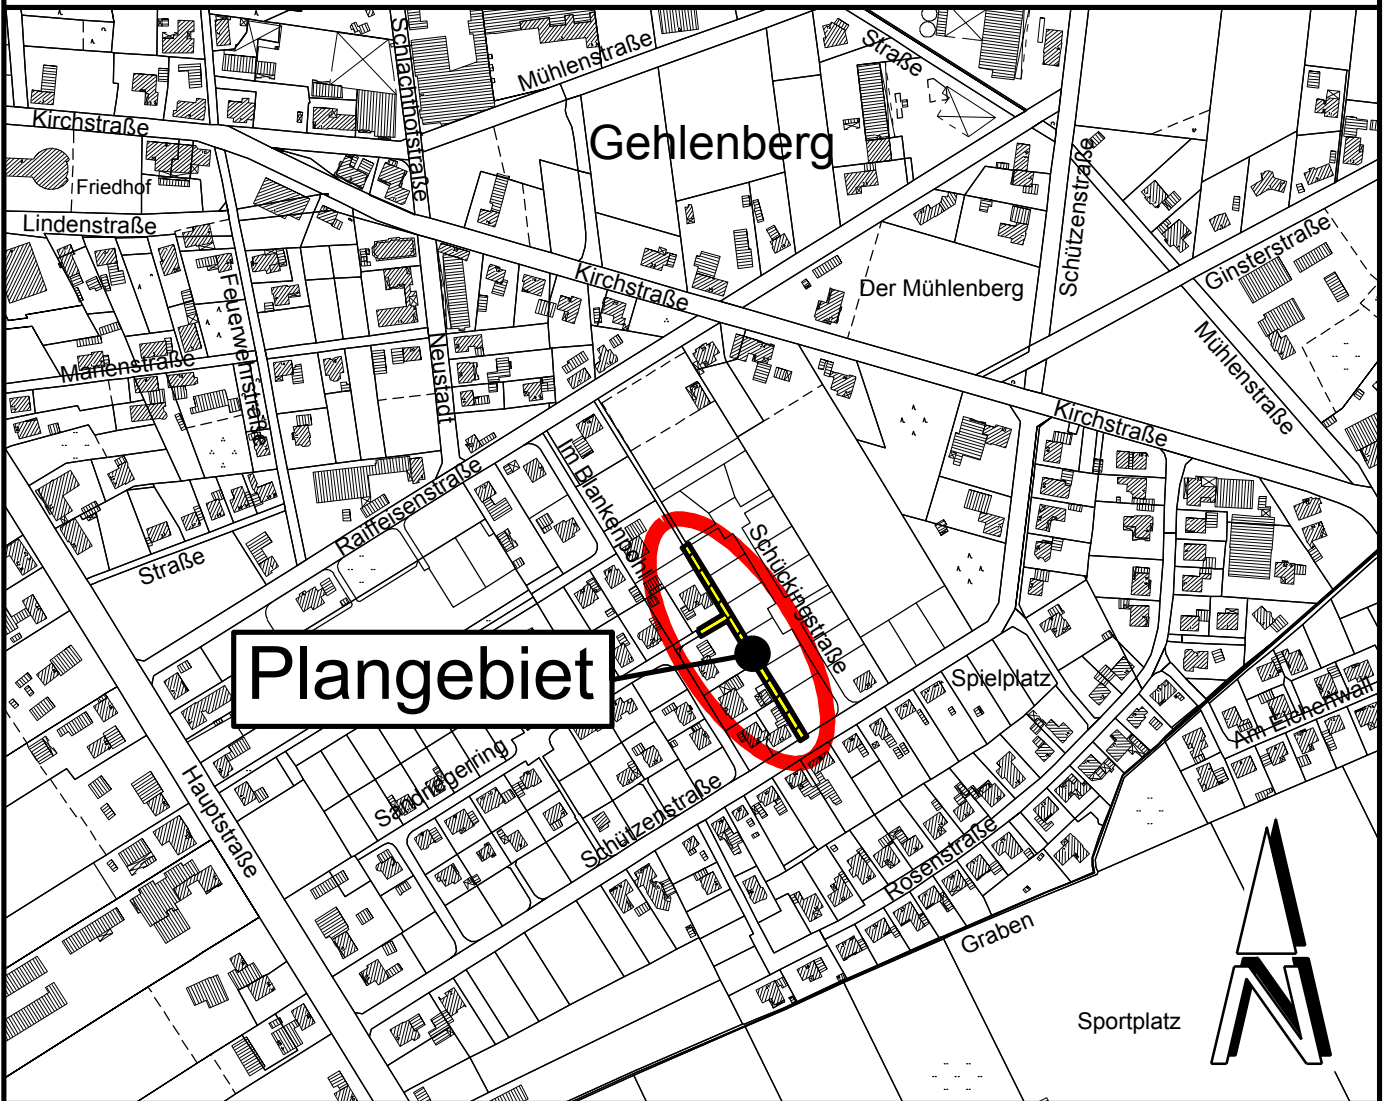 Schlachthofstraße
Mühlenstraße
Straße
Kirchstraße
Gehlenberg
Friedhof
Lindenstraße
Schützenstraße
Ginsterstraße
Kirchstraße
Der Mühlenberg
Feuerwehrstraße
Marienstraße
Neustadt
Mühlenstraße
Kirchstraße
Im Blankenpohl
Raiffeisenstraße
Straße
Schückingstraße
Plangebiet
Spielplatz
Am Eichenwall
Hauptstraße
Sandriegerring
Schützenstraße
Rosenstraße
Graben
Sportplatz
N